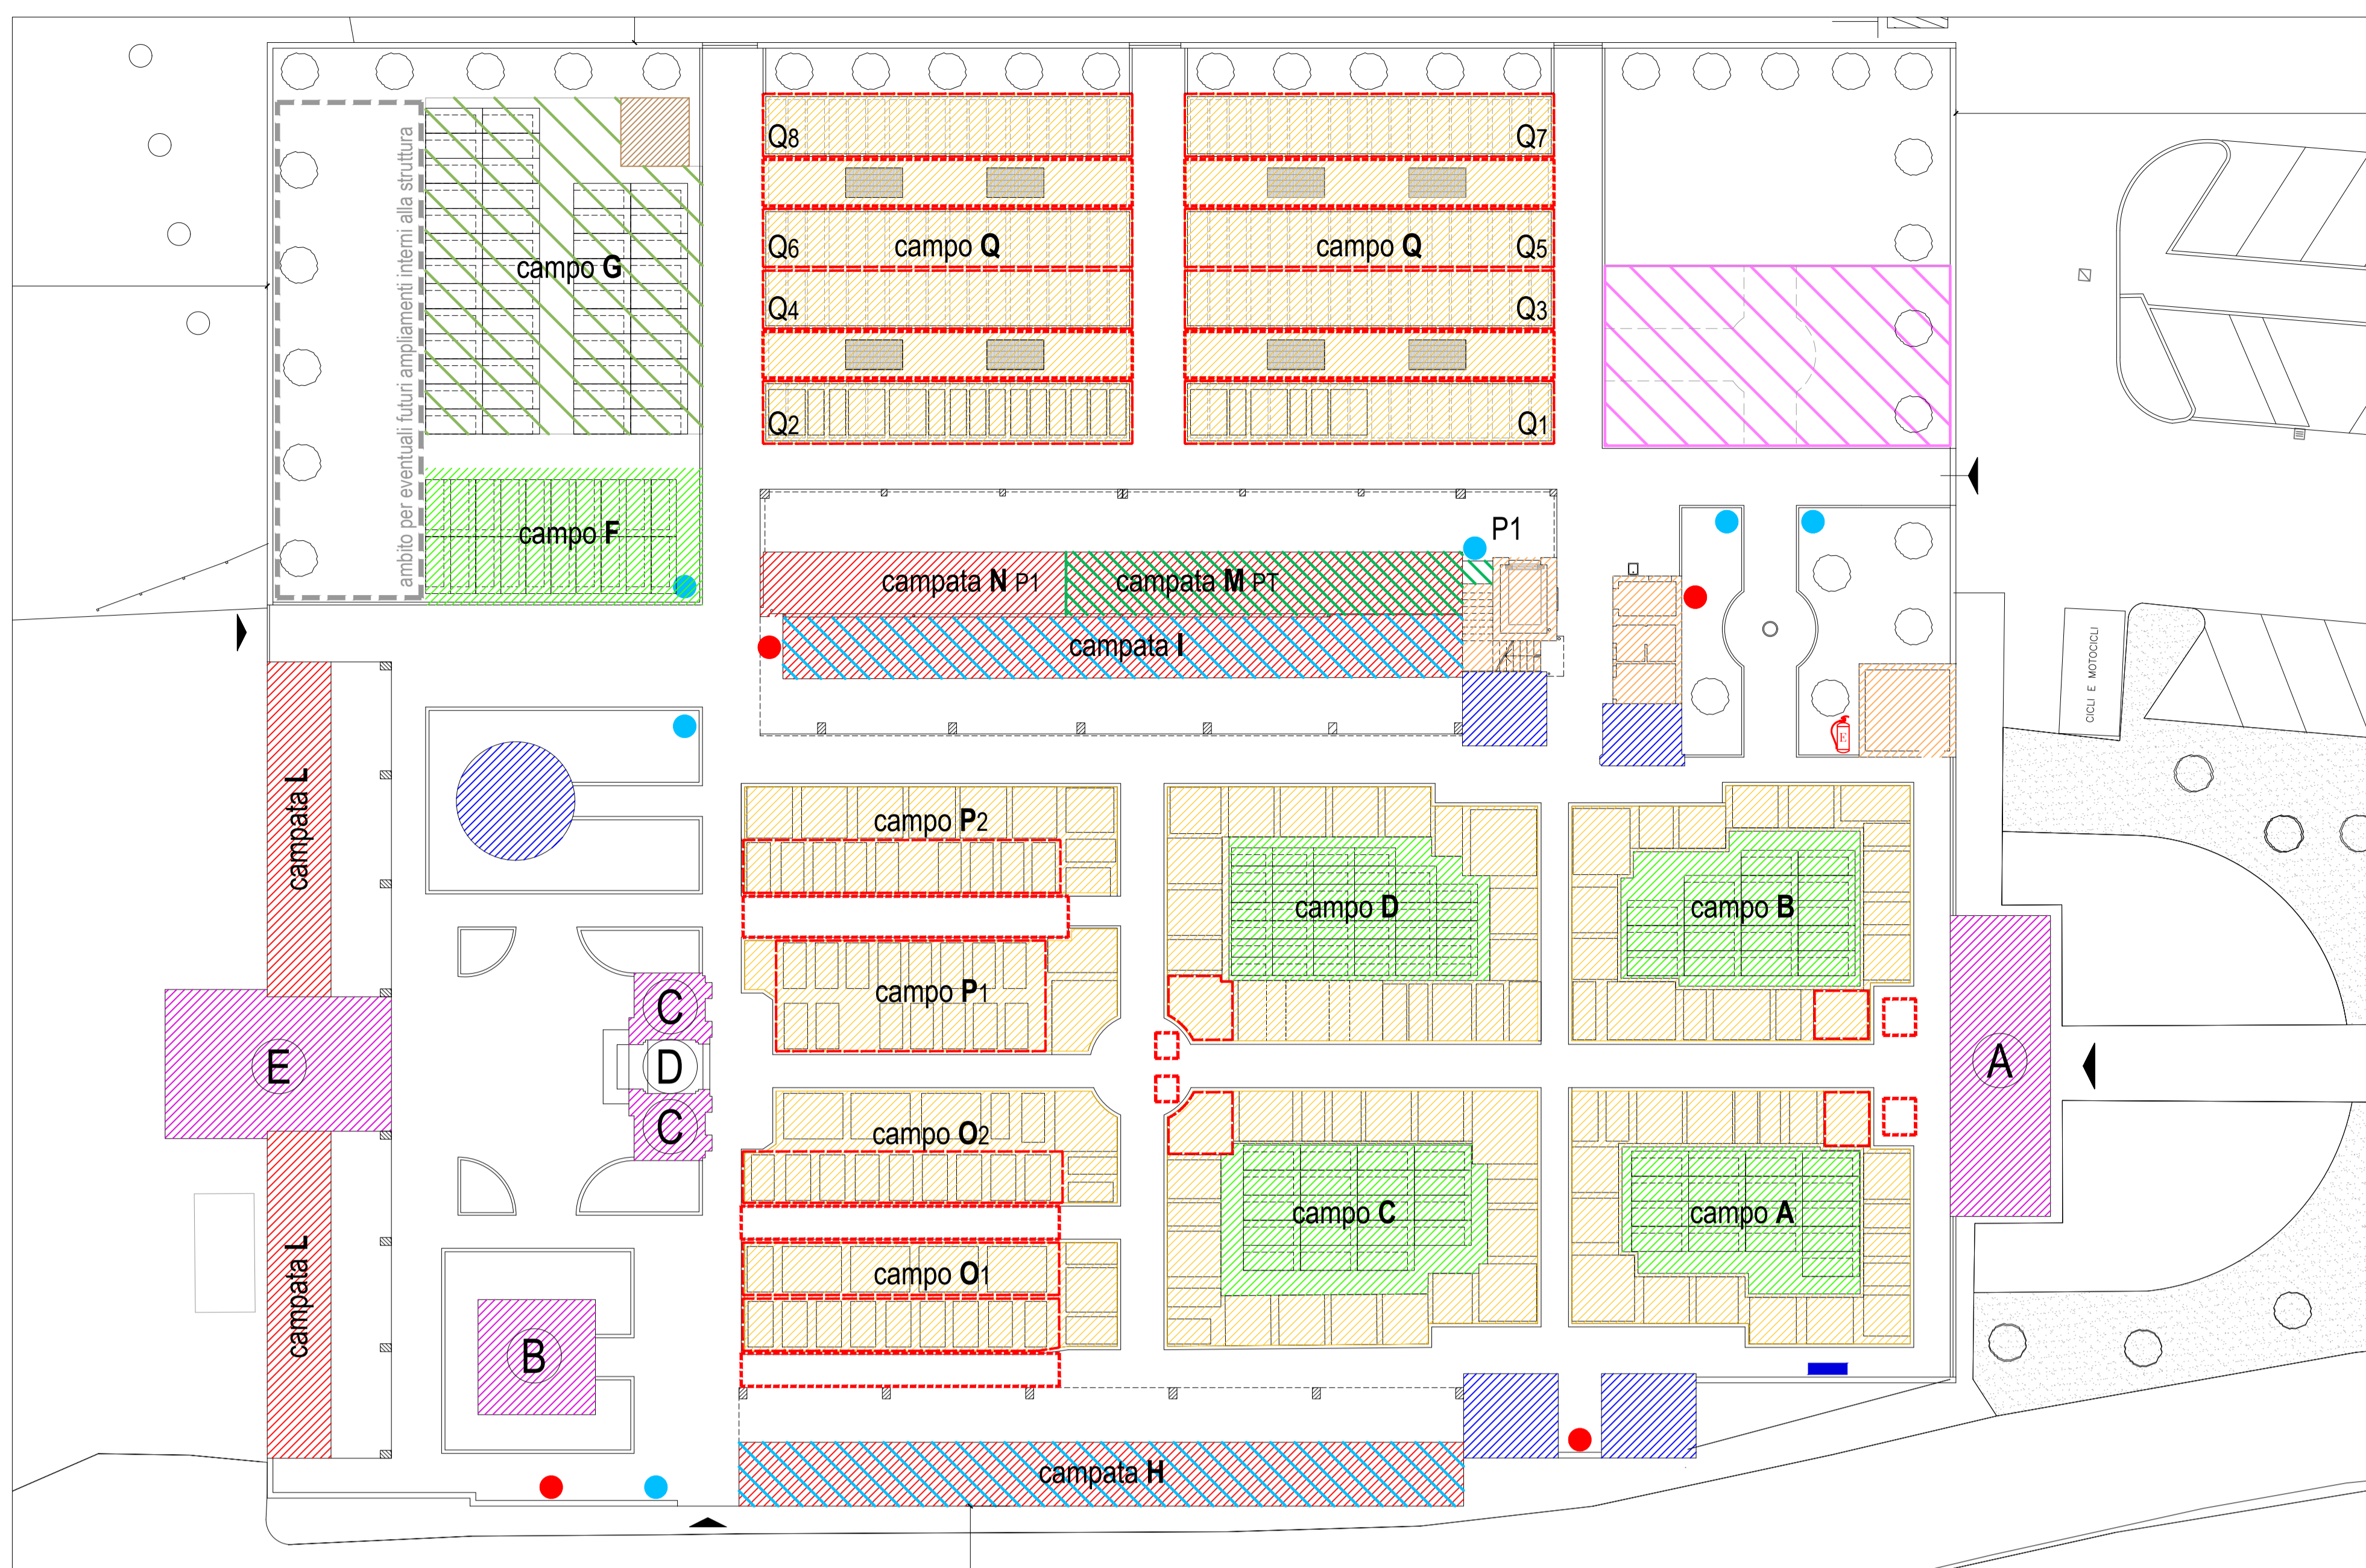 Q8
Q7
ambito per eventuali futuri ampliamenti interni alla struttura
campo G
Q6
campo Q
campo Q
Q5
Q4
Q3
Q2
Q1
campo F
P1
campata N P1
campata M PT
campata I
CICLI E MOTOCICLI
E
campata L
campo P2
campo D
campo B
campo P1
C
E
D
A
C
campo O2
campo C
campo A
campata L
campo O1
B
campata H